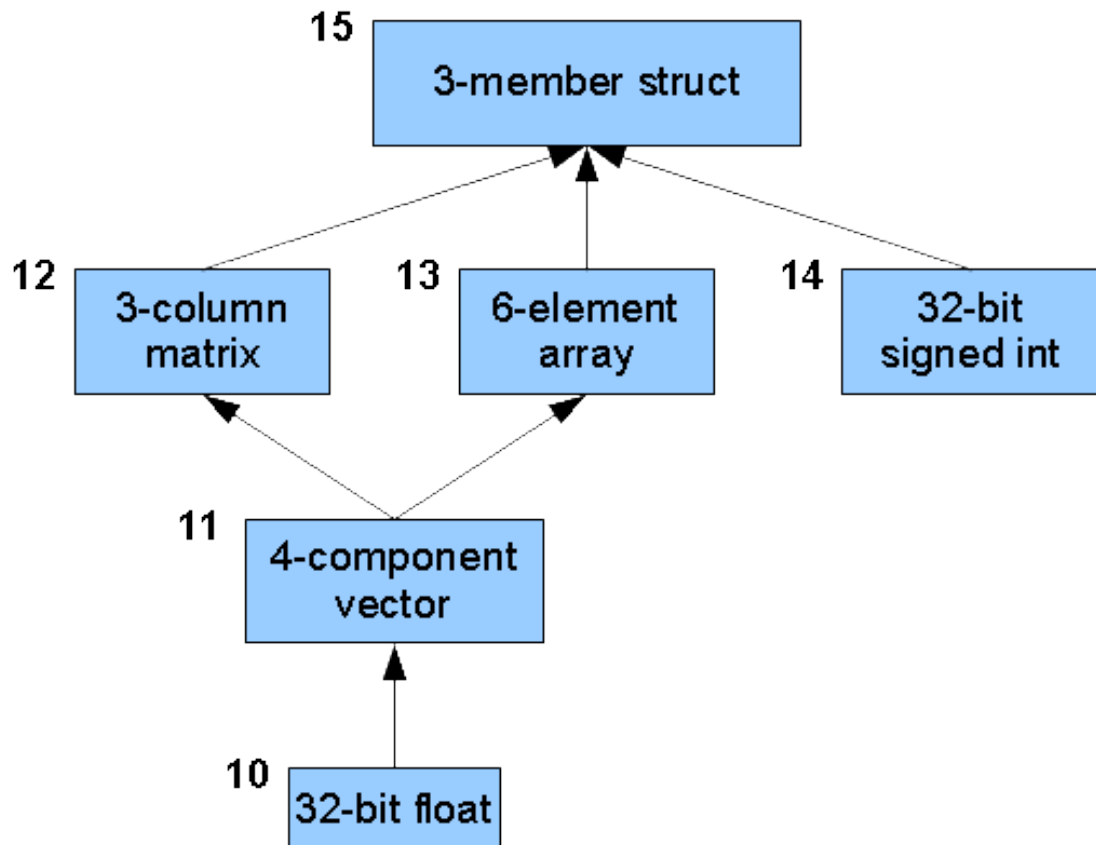 15
3-member struct
12
3-column
matrix
13
6-element
array
14
32-bit
signed int
11
4-component
vector
10
32-bit float